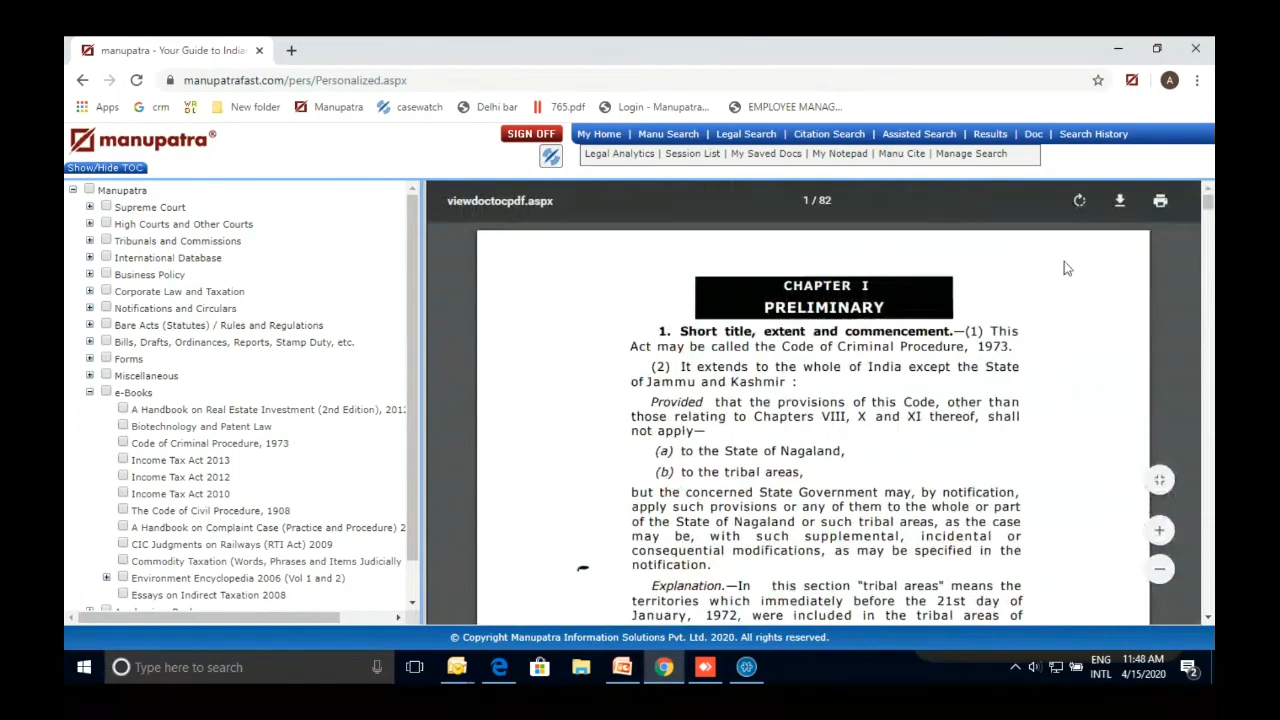 manupatra - Your Guide to India
manupatrafast.com/pers/Personalized.aspx
A
Apps
crm
New folder
Manupatra
casewatch
Delhi bar
765.pdf
Login - Manupatra...
EMPLOYEE MANAG...
manupatra®
SIGN OFF
My Home | Manu Search | Legal Search | Citation Search | Assisted Search | Results | Doc | Search History
Legal Analytics | Session List | My Saved Docs | My Notepad | Manu Cite | Manage Search
Show/Hide TOC
Manupatra
Supreme Court
High Courts and Other Courts
Tribunals and Commissions
International Database
Business Policy
Corporate Law and Taxation
Notifications and Circulars
Bare Acts (Statutes) / Rules and Regulations
Bills, Drafts, Ordinances, Reports, Stamp Duty, etc.
Forms
Miscellaneous
e-Books
A Handbook on Real Estate Investment (2nd Edition), 2012
Biotechnology and Patent Law
Code of Criminal Procedure, 1973
Income Tax Act 2013
Income Tax Act 2012
Income Tax Act 2010
The Code of Civil Procedure, 1908
A Handbook on Complaint Case (Practice and Procedure) 2
CIC Judgments on Railways (RTI Act) 2009
Commodity Taxation (Words, Phrases and Items Judicially
Environment Encyclopedia 2006 (Vol 1 and 2)
Essays on Indirect Taxation 2008
viewdoctocpdf.aspx
1 / 82
CHAPTER I
PRELIMINARY
1. Short title, extent and commencement.—(1) This
Act may be called the Code of Criminal Procedure, 1973.
(2) It extends to the whole of India except the State
of Jammu and Kashmir :
Provided that the provisions of this Code, other than
those relating to Chapters VIII, X and XI thereof, shall
not apply—
(a) to the State of Nagaland,
(b) to the tribal areas,
but the concerned State Government may, by notification,
apply such provisions or any of them to the whole or part
of the State of Nagaland or such tribal areas, as the case
may be, with such supplemental, incidental or
consequential modifications, as may be specified in the
notification.
Explanation.—In this section "tribal areas" means the
territories which immediately before the 21st day of
January, 1972, were included in the tribal areas of
© Copyright Manupatra Information Solutions Pvt. Ltd. 2020. All rights reserved.
Type here to search
ENG
INTL
11:48 AM
4/15/2020
2